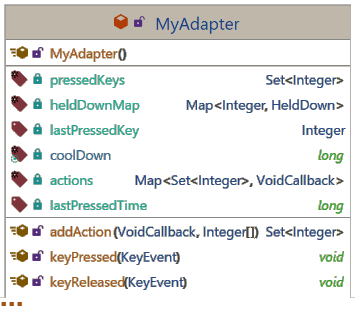 MyAdapter
MyAdapter()
pressedKeys Set<Integer>
heldDownMap Map<Integer, HeldDown>
lastPressedKey Integer
coolDown long
actions Map<Set<Integer>, VoidCallback>
lastPressedTime long
addAction(VoidCallback, Integer[]) Set<Integer>
keyPressed(KeyEvent) void
keyReleased(KeyEvent) void